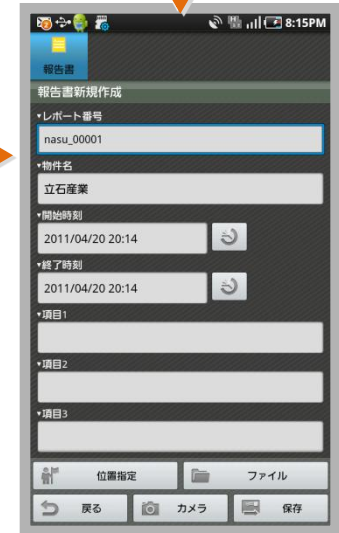 8:15PM
報告書
報告書新規作成
▾レポート番号
nasu_00001
▾物件名
立石産業
▾開始時刻
2011/04/20 20:14
▾終了時刻
2011/04/20 20:14
▾項目1
▾項目2
▾項目3
位置指定 ファイル
戻る カメラ 保存